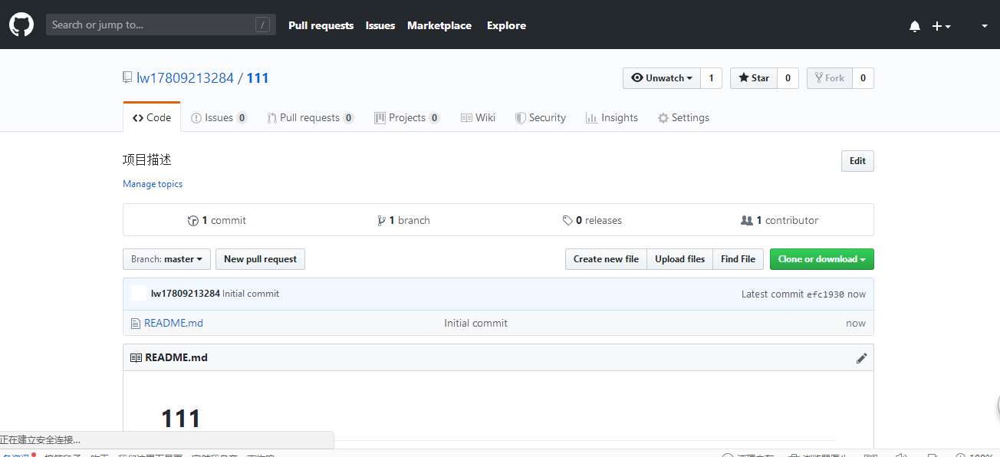 Search or jump to... / Pull requests Issues Marketplace Explore
lw17809213284 / 111 Unwatch 1 Star 0 Fork 0
Code Issues 0 Pull requests 0 Projects 0 Wiki Security Insights Settings
项目描述 Edit
Manage topics
1 commit 1 branch 0 releases 1 contributor
Branch: master New pull request Create new file Upload files Find File Clone or download
lw17809213284 Initial commit Latest commit efc1930 now
README.md Initial commit now
README.md
111
正在建立安全连接...
100%